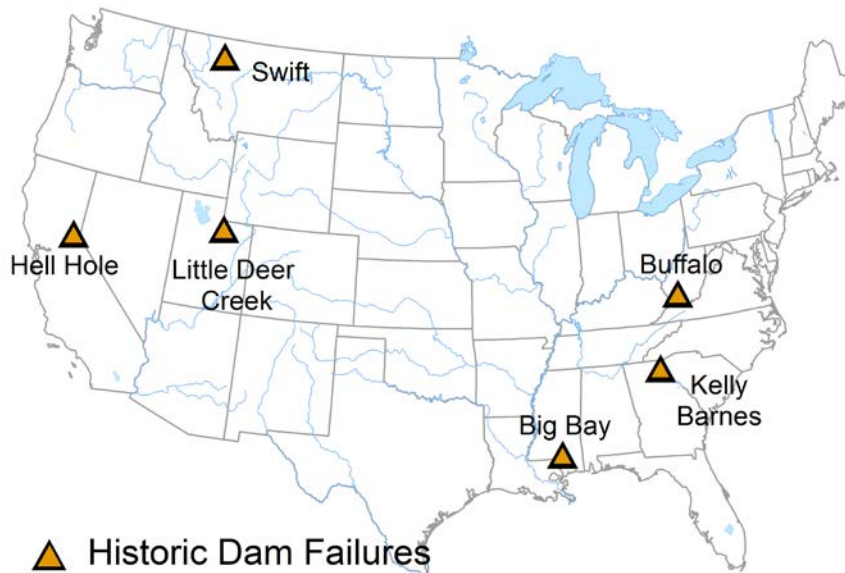 Swift
Hell Hole
Little Deer
Creek
Buffalo
Kelly
Barnes
Big Bay
Historic Dam Failures